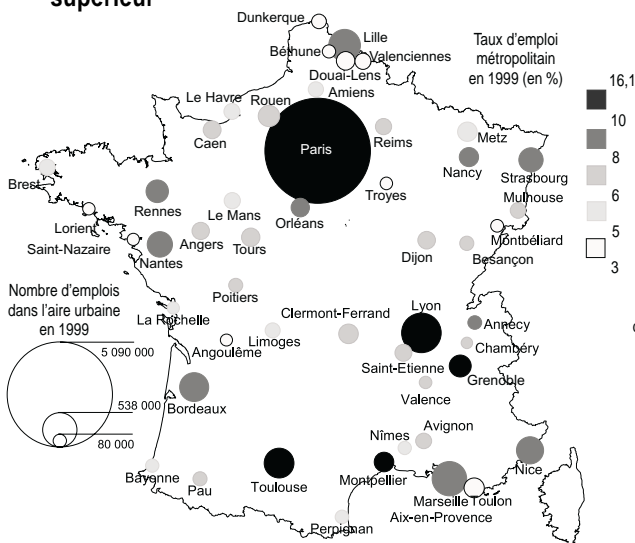 supérieur
Dunkerque
Lille
Béthune
Valenciennes
Douai-Lens
Amiens
Taux d'emploi
métropolitain
en 1999 (en %)
16,1
10
8
6
5
3
Le Havre
Rouen
Caen
Reims
Metz
Paris
Nancy
Strasbourg
Brest
Troyes
Mulhouse
Rennes
Le Mans
Orléans
Lorient
Saint-Nazaire
Angers
Tours
Montbéliard
Nantes
Dijon
Besançon
Nombre d'emplois
dans l'aire urbaine
en 1999
5 090 000
538 000
80 000
Poitiers
La Rochelle
Clermont-Ferrand
Lyon
Annecy
Limoges
Angoulême
Chambéry
Saint-Etienne
Grenoble
Bordeaux
Valence
Avignon
Nîmes
Nice
Bayonne
Pau
Toulouse
Montpellier
Marseille
Toulon
Aix-en-Provence
Perpignan